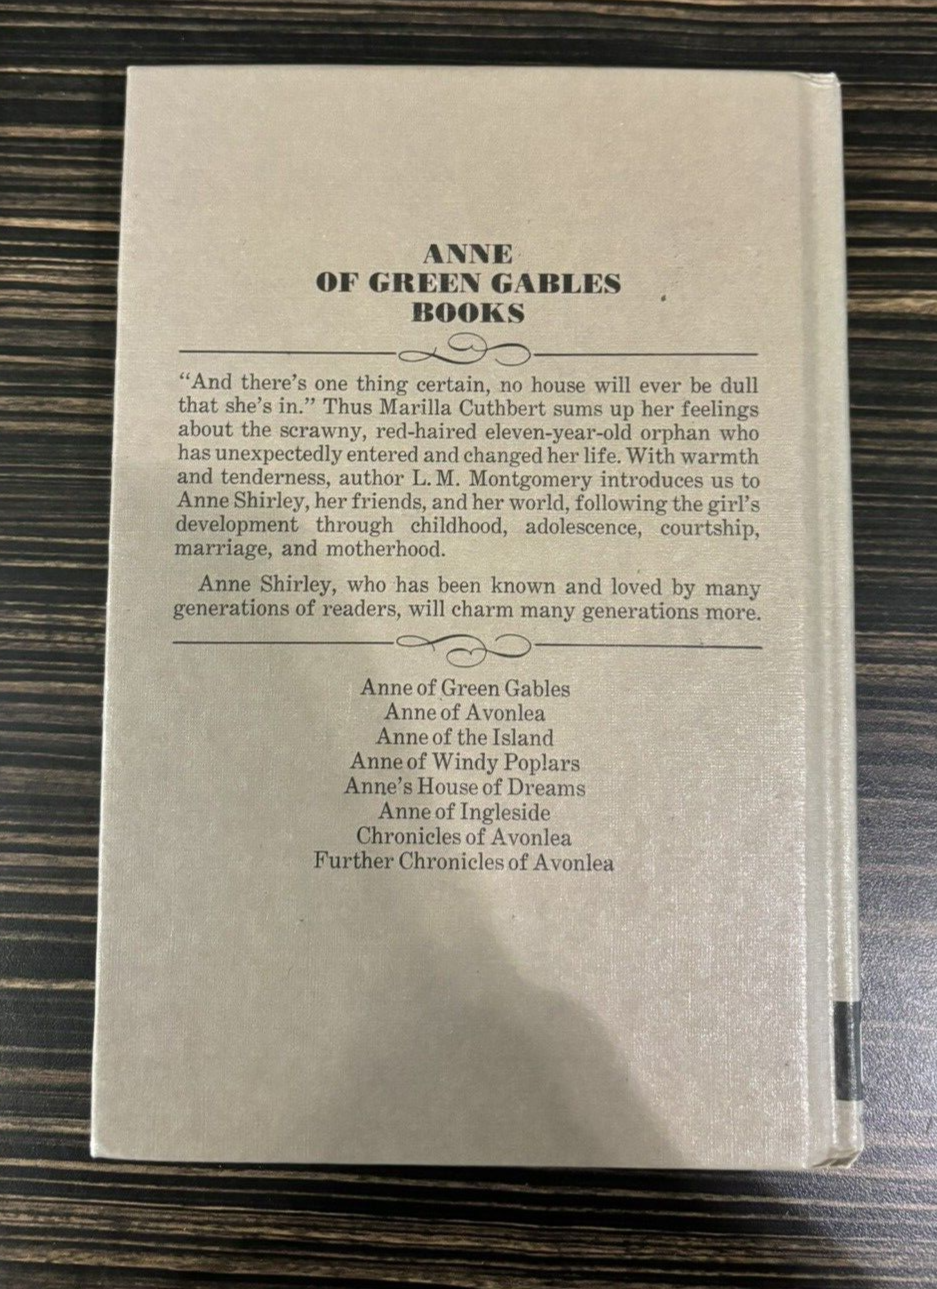 ANNE
OF GREEN GABLES
BOOKS
“And there’s one thing certain, no house will ever be dull
that she’s in.” Thus Marilla Cuthbert sums up her feelings
about the scrawny, red-haired eleven-year-old orphan who
has unexpectedly entered and changed her life. With warmth
and tenderness, author L. M. Montgomery introduces us to
Anne Shirley, her friends, and her world, following the girl’s
development through childhood, adolescence, courtship,
marriage, and motherhood.
Anne Shirley, who has been known and loved by many
generations of readers, will charm many generations more.
Anne of Green Gables
Anne of Avonlea
Anne of the Island
Anne of Windy Poplars
Anne’s House of Dreams
Anne of Ingleside
Chronicles of Avonlea
Further Chronicles of Avonlea